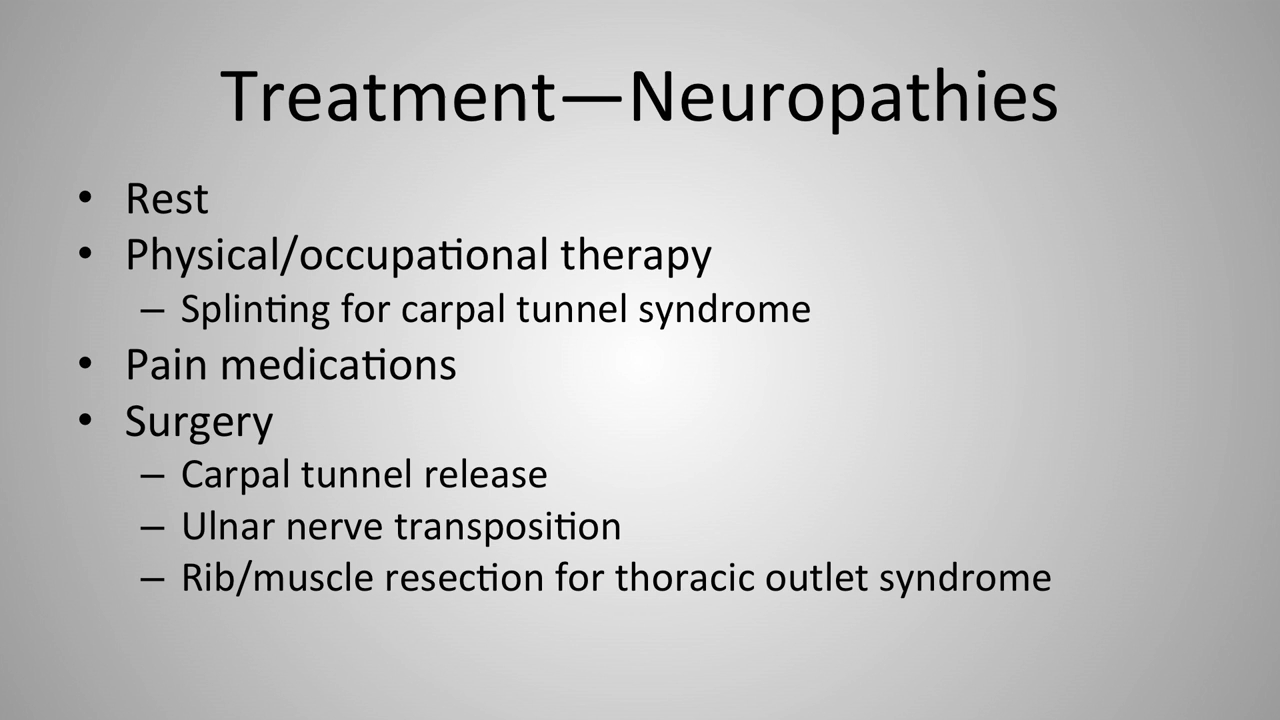 Treatment—Neuropathies
• Rest
• Physical/occupational therapy
– Splinting for carpal tunnel syndrome
• Pain medications
• Surgery
– Carpal tunnel release
– Ulnar nerve transposition
– Rib/muscle resection for thoracic outlet syndrome